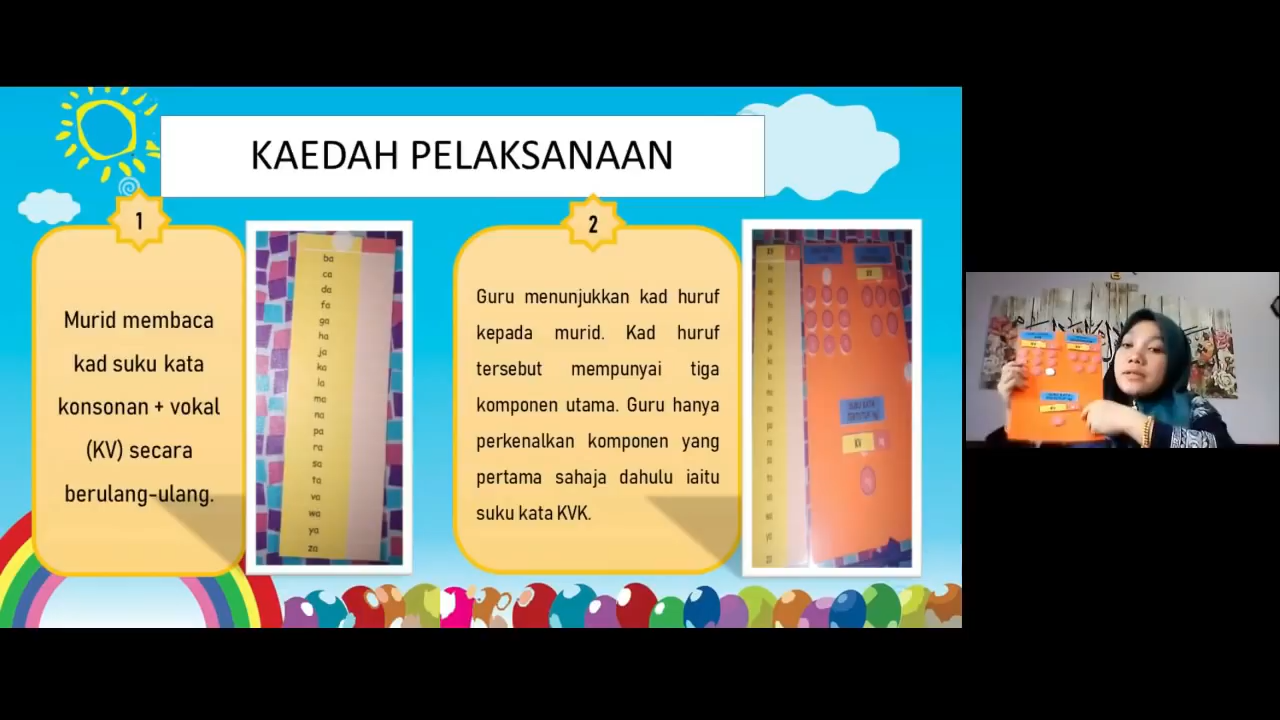 KAEDAH PELAKSANAAN
1
Murid membaca
kad suku kata
konsonan + vokal
(KV) secara
berulang-ulang.
ba
ca
da
fa
ga
ha
ja
ka
la
ma
na
pa
ra
sa
ta
va
wa
ya
za
2
Guru menunjukkan kad huruf
kepada murid. Kad huruf
tersebut mempunyai tiga
komponen utama. Guru hanya
perkenalkan komponen yang
pertama sahaja dahulu iaitu
suku kata KVK.
KV
KV
KV